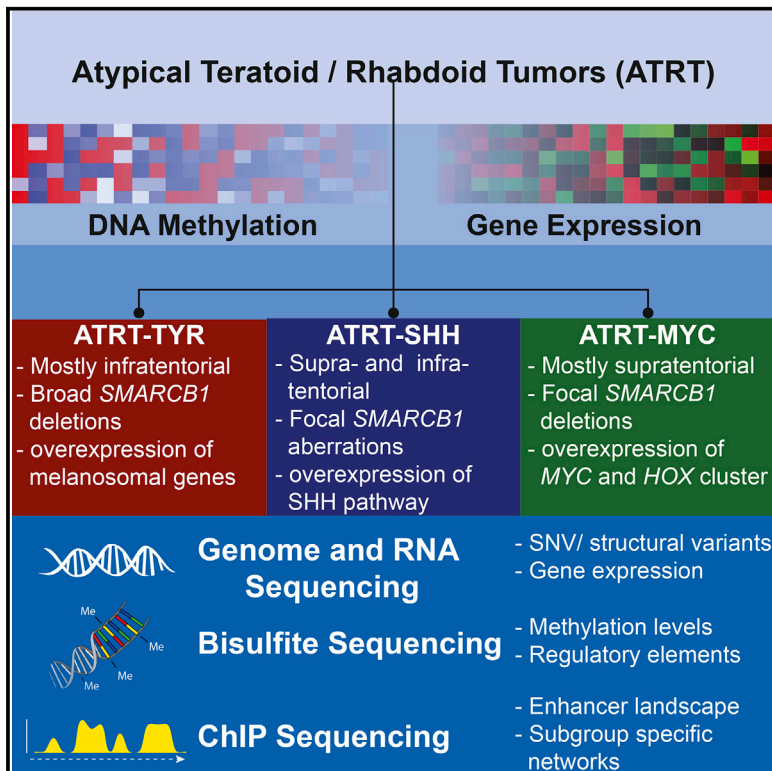 Atypical Teratoid / Rhabdoid Tumors (ATRT)
DNA Methylation
Gene Expression
ATRT-TYR
- Mostly infratentorial
- Broad SMARCB1
deletions
- overexpression of
melanosomal genes
ATRT-SHH
- Supra- and infra-
tentorial
- Focal SMARCB1
aberrations
- overexpression of
SHH pathway
ATRT-MYC
- Mostly supratentorial
- Focal SMARCB1
deletions
- overexpression of
MYC and HOX cluster
Genome and RNA
Sequencing
- SNV/ structural variants
- Gene expression
Me
Me
Me
Me
Me
Bisulfite Sequencing
- Methylation levels
- Regulatory elements
ChIP Sequencing
- Enhancer landscape
- Subgroup specific
networks